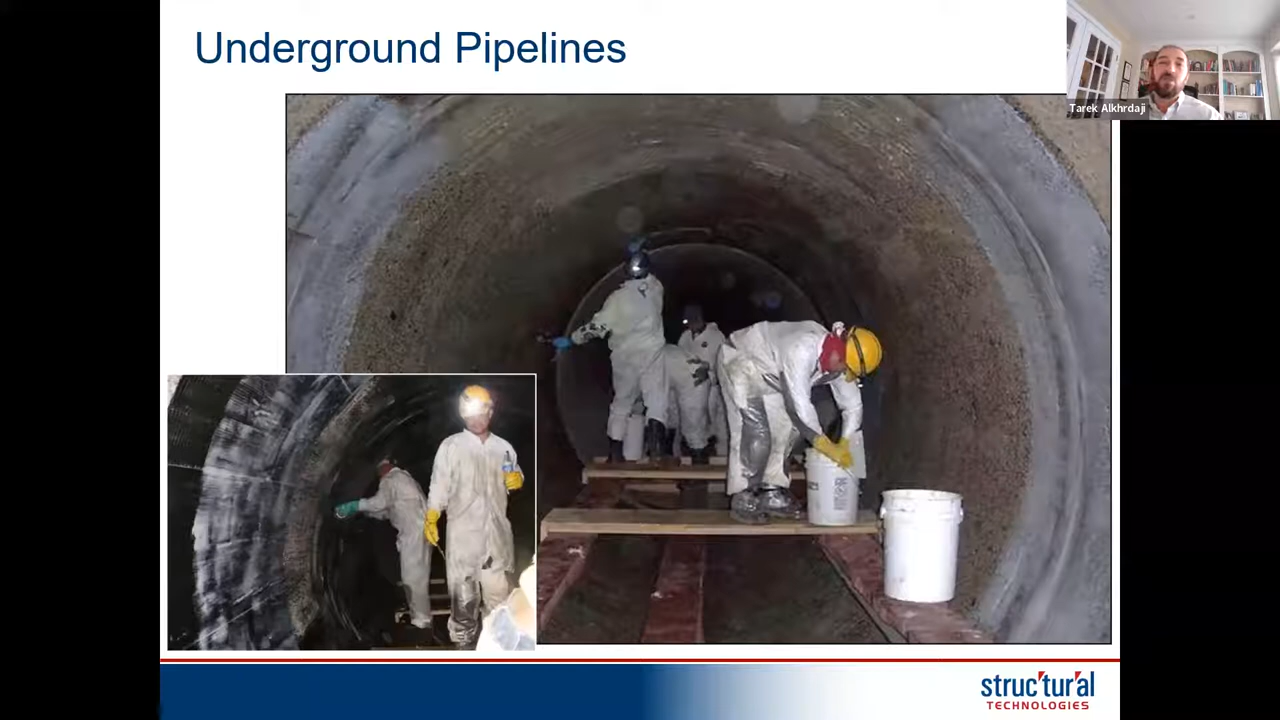 Underground Pipelines
Tarek Alkhrdaji
structural
TECHNOLOGIES